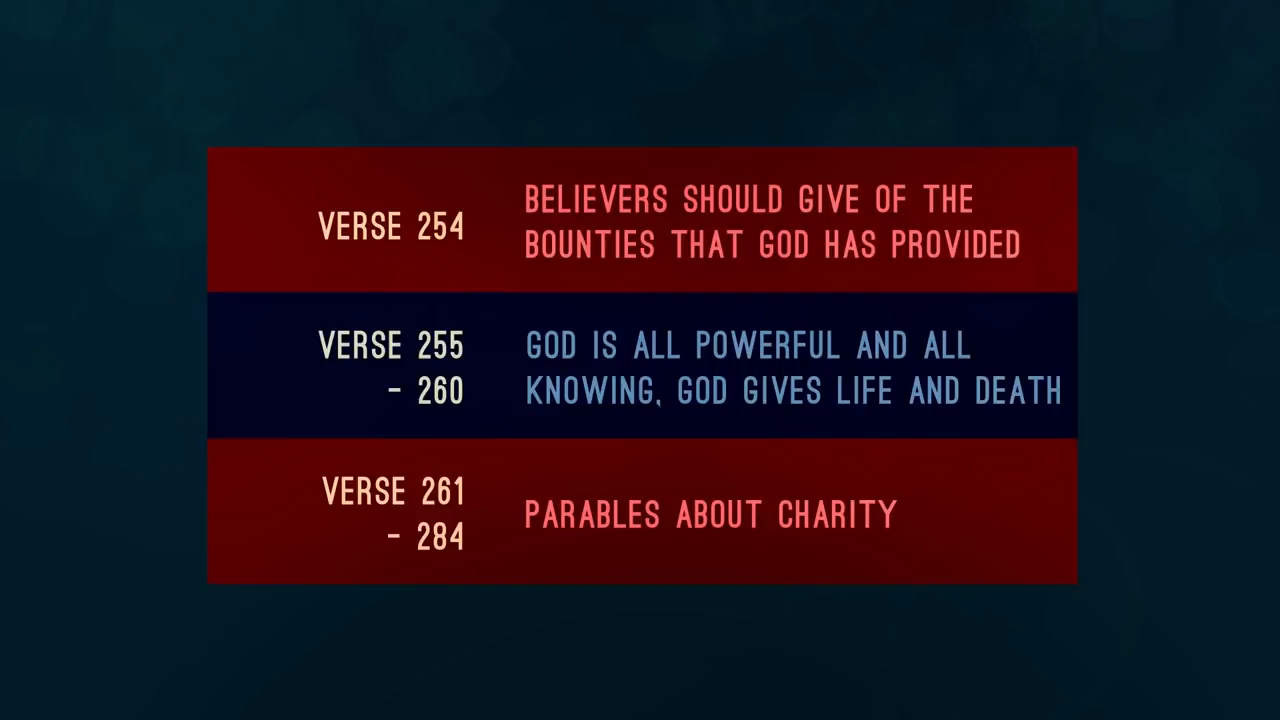 VERSE 254
BELIEVERS SHOULD GIVE OF THE
BOUNTIES THAT GOD HAS PROVIDED
VERSE 255
- 260
GOD IS ALL POWERFUL AND ALL
KNOWING, GOD GIVES LIFE AND DEATH
VERSE 261
- 284
PARABLES ABOUT CHARITY